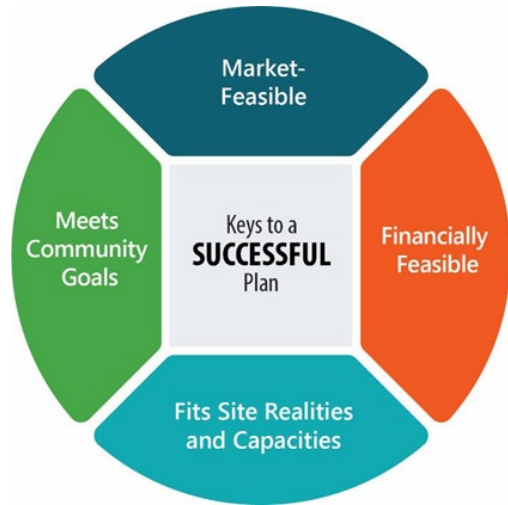 Market-
Feasible
Meets
Community
Goals
Keys to a
SUCCESSFUL
Plan
Financially
Feasible
Fits Site Realities
and Capacities